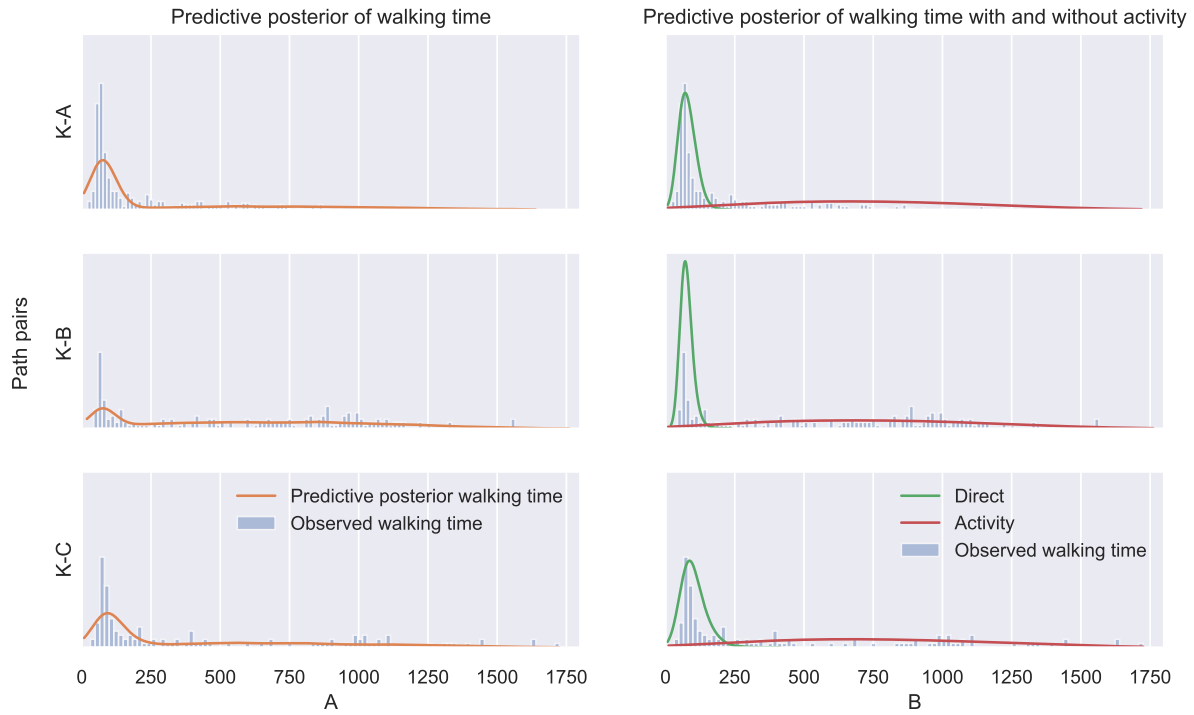 Predictive posterior of walking time
Predictive posterior of walking time with and without activity
Path pairs
K-A
K-B
K-C
Predictive posterior walking time
Observed walking time
Direct
Activity
Observed walking time
0 250 500 750 1000 1250 1500 1750
0 250 500 750 1000 1250 1500 1750
A
B